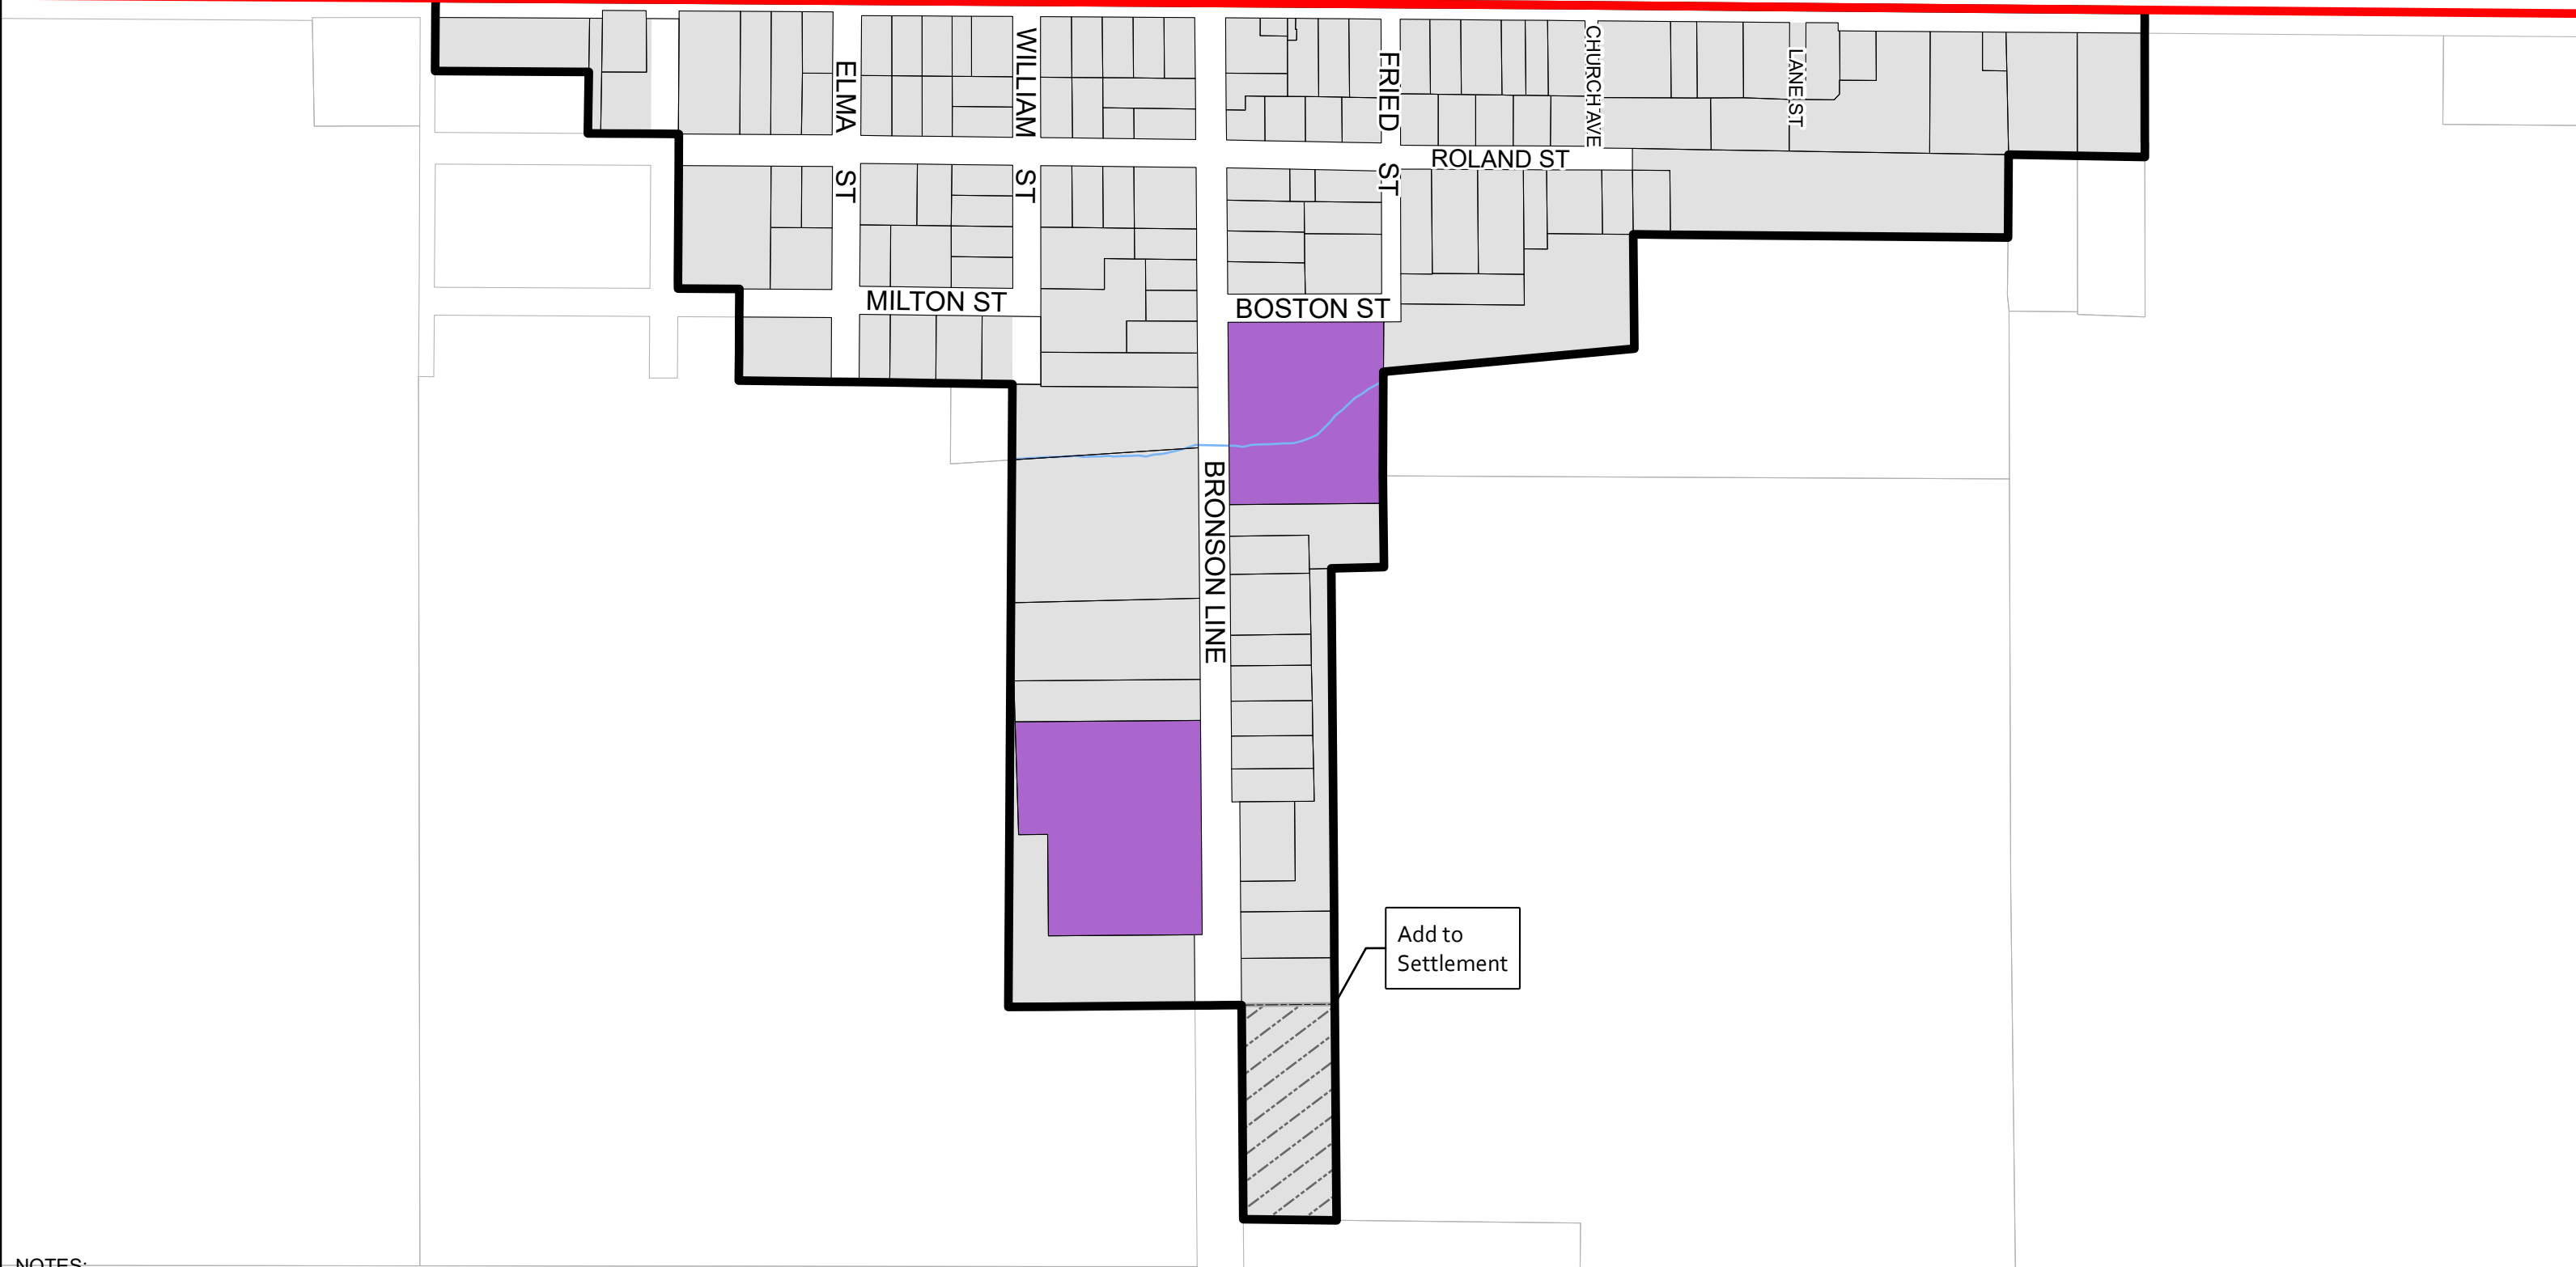 ELMA ST
WILLIAM ST
FRIED ST
CHURCH AVE
LANE ST
ROLAND ST
MILTON ST
BOSTON ST
BRONSON LINE
Add to
Settlement
NOTES: